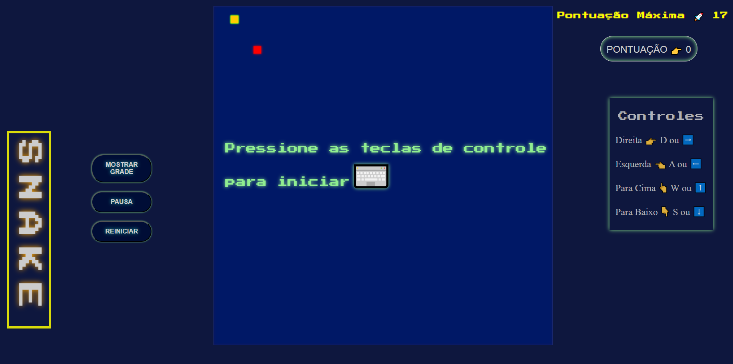 Pontuação Máxima 17
PONTUAÇÃO 0
SNAKE
MOSTRAR
GRADE
PAUSA
REINICIAR
Pressione as teclas de controle
para iniciar
Controles
Direita D ou →
Esquerda A ou ←
Para Cima W ou ↑
Para Baixo S ou ↓